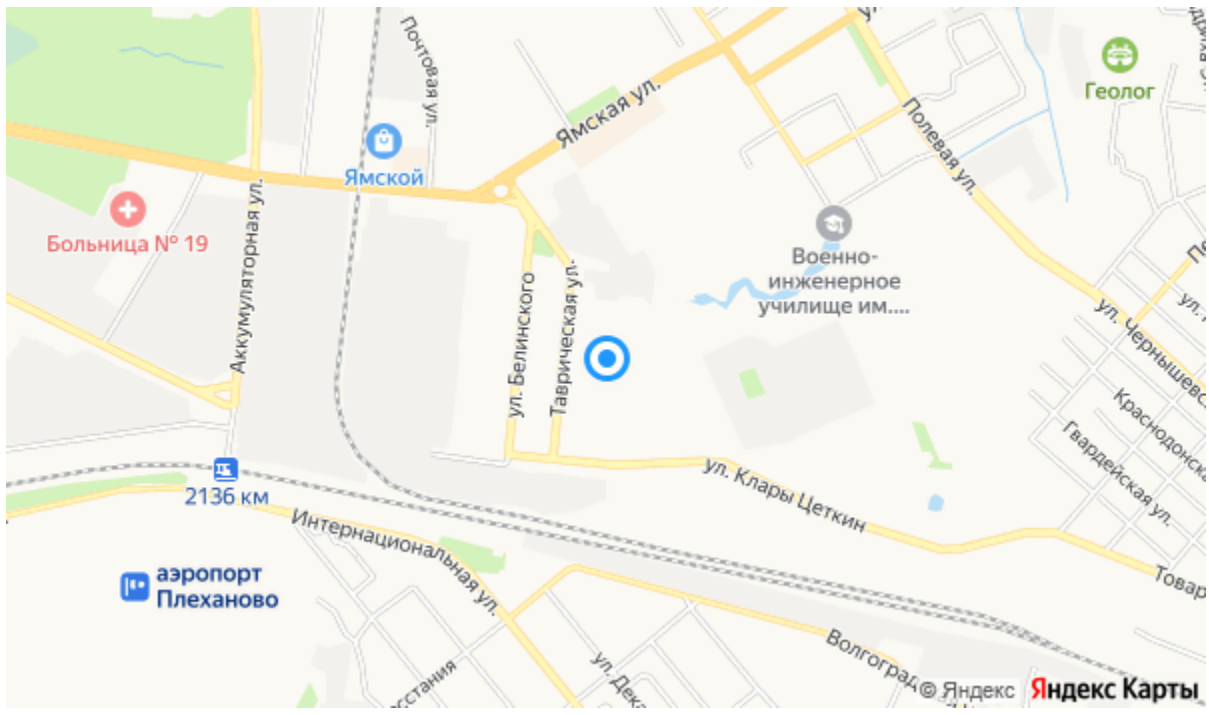 Почтовая ул.
Ямская ул.
Геолог
Ямской
Полевая ул.
Больница № 19
Аккумуляторная ул.
Военно-
инженерное
училище им....
ул. Белинского
Таврическая ул.
ул. Чернышевс
Краснодонска
Гвардейская ул.
2136 км
ул. Клары Цеткин
Интернациональная ул.
аэропорт
Плеханово
Товар
Волгоград
ул. Дека
сстания
© Яндекс
Яндекс Карты